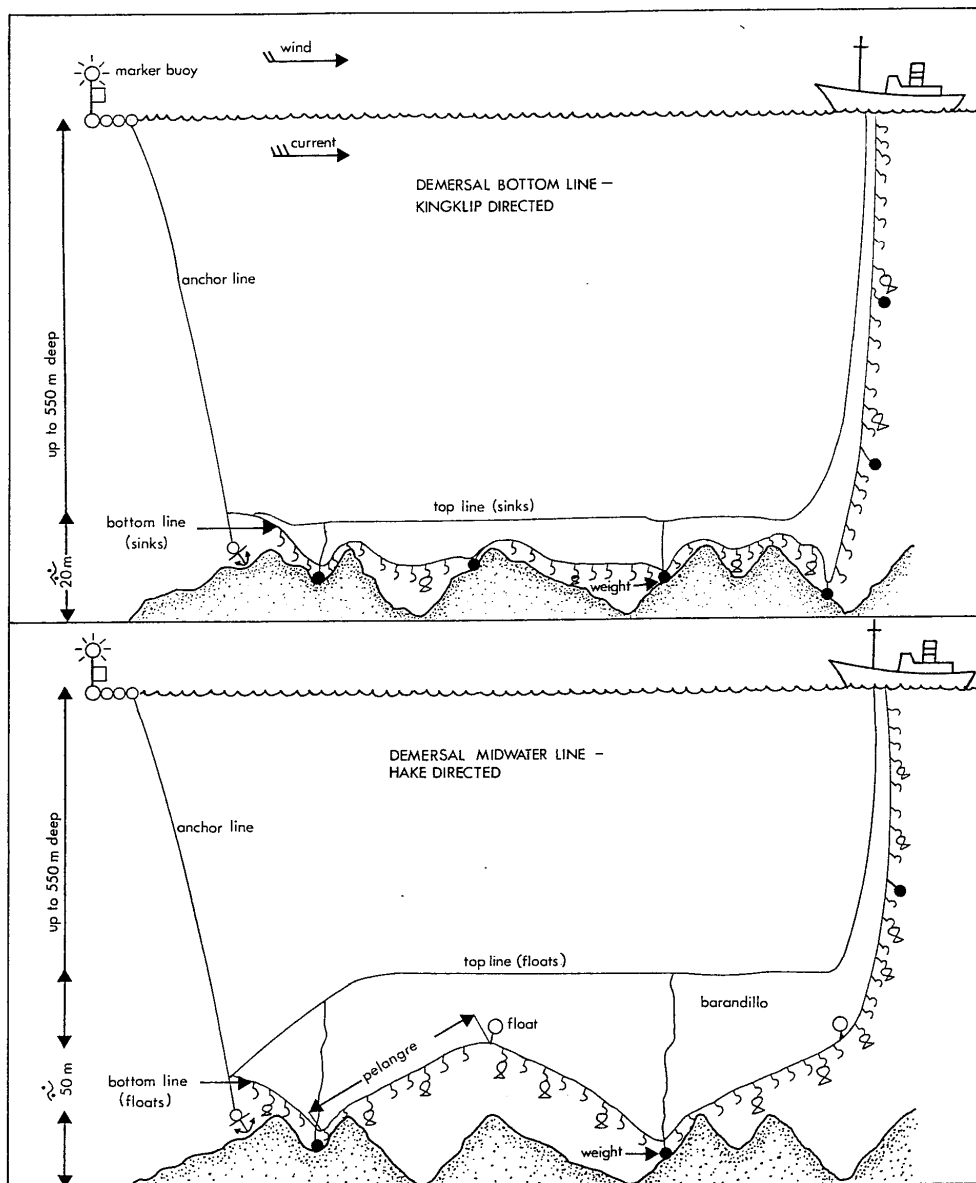 wind
marker buoy
current
DEMERSAL BOTTOM LINE —
KINGKLIP DIRECTED
anchor line
up to 550 m deep
top line (sinks)
bottom line
(sinks)
20 m
weight
DEMERSAL MIDWATER LINE —
HAKE DIRECTED
anchor line
up to 550 m deep
top line (floats)
barandillo
float
pelangre
50 m
bottom line
(floats)
weight